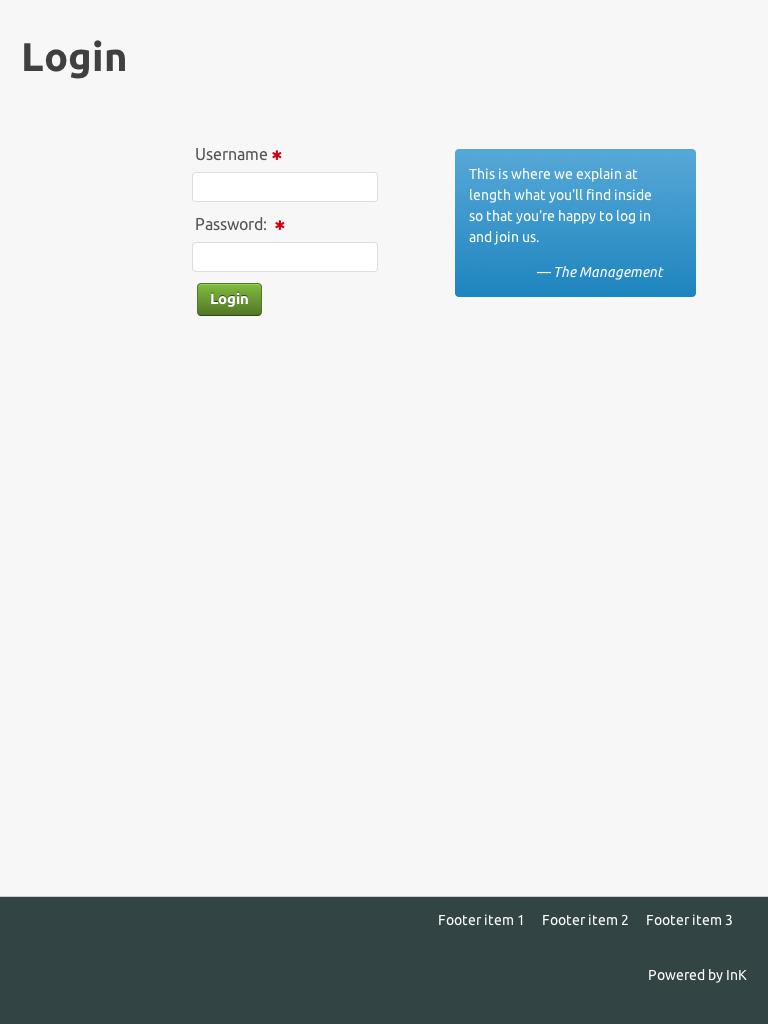 Login
Username ✱
Password: ✱
Login
This is where we explain at
length what you'll find inside
so that you're happy to log in
and join us.
— The Management
Footer item 1 Footer item 2 Footer item 3
Powered by InK